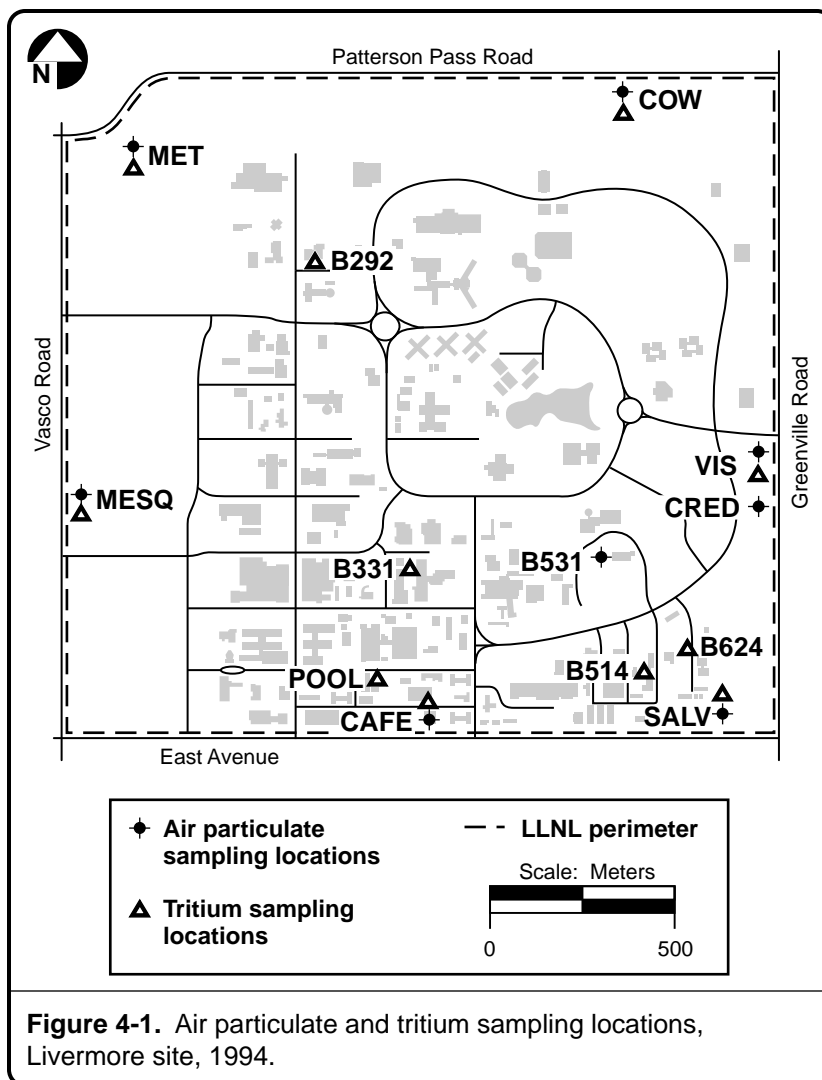 Patterson Pass Road
N
COW
MET
B292
Vasco Road
Greenville Road
VIS
MESQ
CRED
B331
B531
B624
POOL
B514
CAFE
SALV
East Avenue
Air particulate
sampling locations
LLNL perimeter
Scale: Meters
Tritium sampling
locations
0
500
Figure 4-1. Air particulate and tritium sampling locations,
Livermore site, 1994.